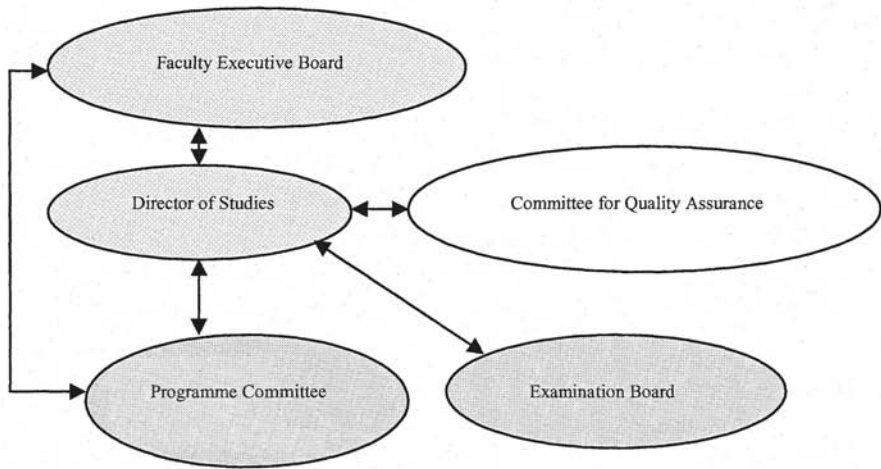 Faculty Executive Board
Director of Studies
Committee for Quality Assurance
Programme Committee
Examination Board